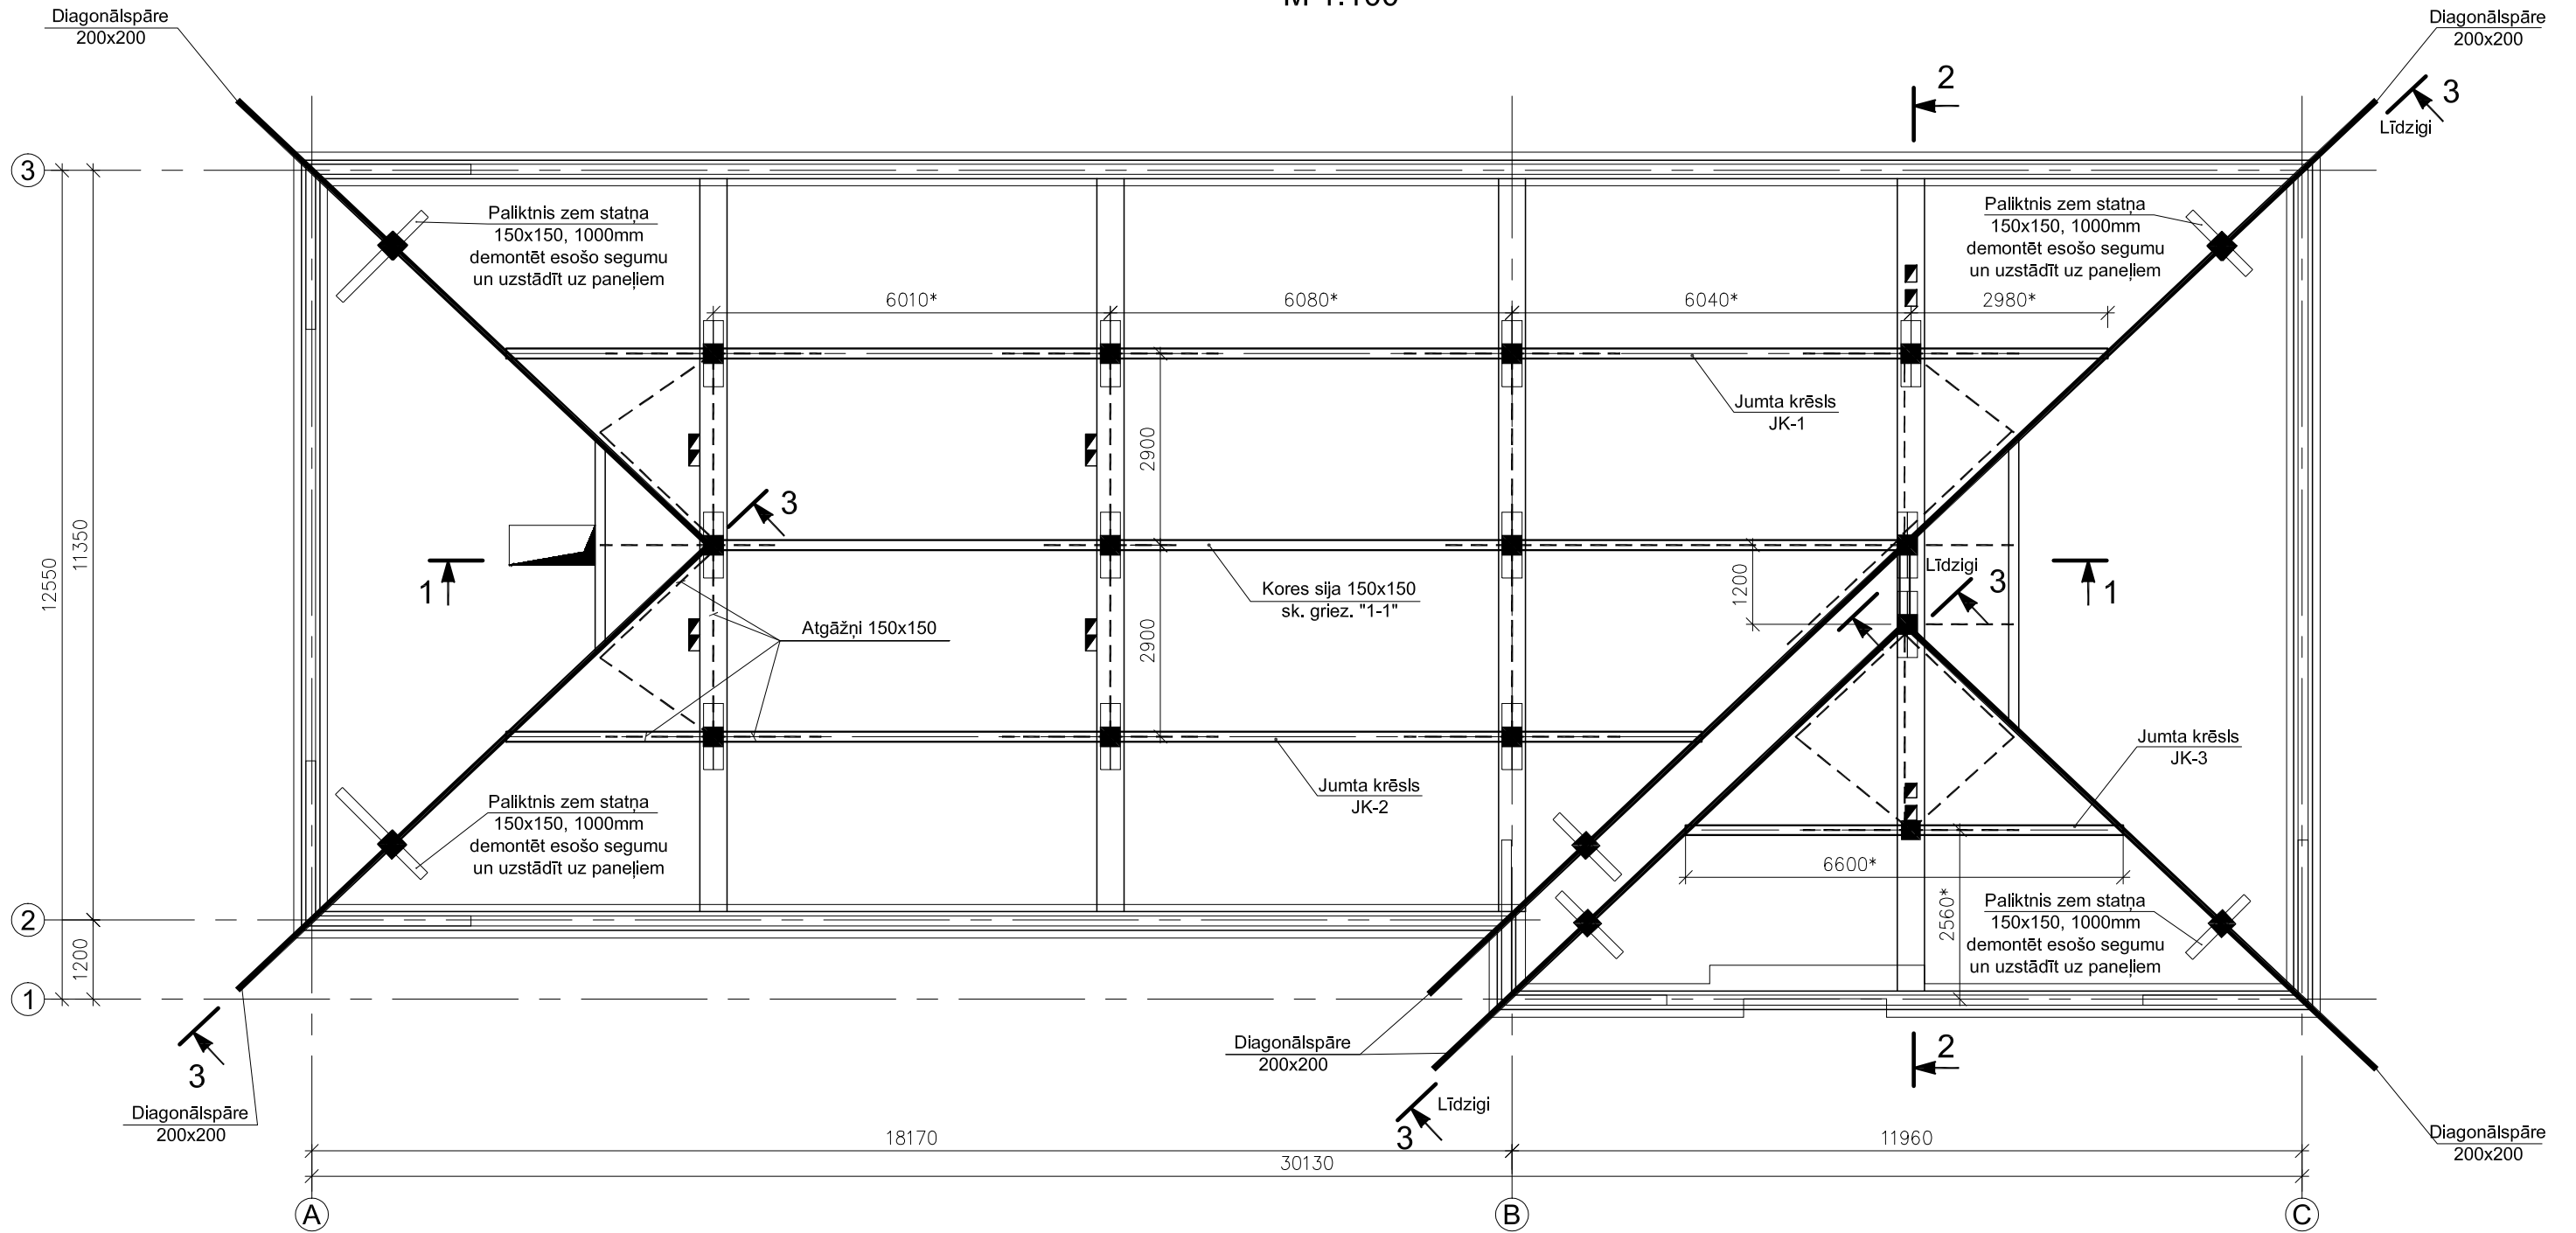 M 1:100
Diagonālspāre
200x200
Diagonālspāre
200x200
2
3
Līdzigi
3
Paliktnis zem statņa
150x150, 1000mm
demontēt esošo segumu
un uzstādīt uz paneļiem
Paliktnis zem statņa
150x150, 1000mm
demontēt esošo segumu
un uzstādīt uz paneļiem
6010*
6080*
6040*
2980*
Jumta krēsls
JK-1
2900
12550
11350
3
1
Kores sija 150x150
sk. griez. "1-1"
1200
Līdzigi
3
1
Atgāžņi 150x150
2900
Jumta krēsls
JK-2
Jumta krēsls
JK-3
Paliktnis zem statņa
150x150, 1000mm
demontēt esošo segumu
un uzstādīt uz paneļiem
6600*
2560*
Paliktnis zem statņa
150x150, 1000mm
demontēt esošo segumu
un uzstādīt uz paneļiem
2
1200
1
3
Diagonālspāre
200x200
Diagonālspāre
200x200
2
Līdzigi
3
Diagonālspāre
200x200
18170
11960
30130
A
B
C